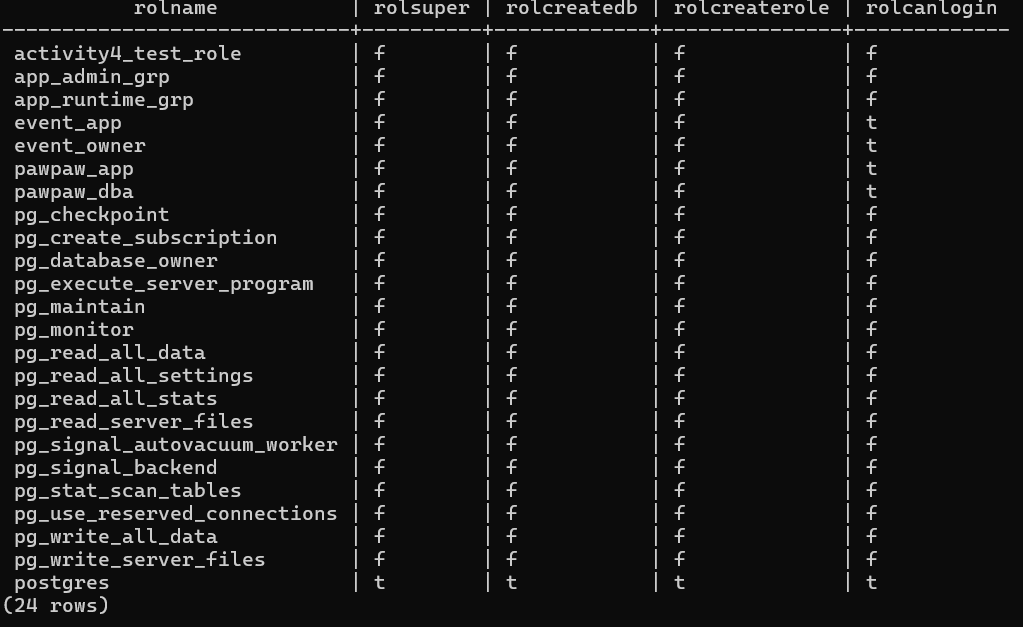 rolname           | rolsuper | rolcreatedb | rolcreaterole | rolcanlogin
-----------------------------+----------+-------------+---------------+-------------
 activity4_test_role         | f        | f           | f             | f
 app_admin_grp               | f        | f           | f             | f
 app_runtime_grp             | f        | f           | f             | f
 event_app                   | f        | f           | f             | t
 event_owner                 | f        | f           | f             | t
 pawpaw_app                  | f        | f           | f             | t
 pawpaw_dba                  | f        | f           | f             | t
 pg_checkpoint               | f        | f           | f             | f
 pg_create_subscription      | f        | f           | f             | f
 pg_database_owner           | f        | f           | f             | f
 pg_execute_server_program   | f        | f           | f             | f
 pg_maintain                 | f        | f           | f             | f
 pg_monitor                  | f        | f           | f             | f
 pg_read_all_data            | f        | f           | f             | f
 pg_read_all_settings        | f        | f           | f             | f
 pg_read_all_stats           | f        | f           | f             | f
 pg_read_server_files        | f        | f           | f             | f
 pg_signal_autovacuum_worker | f        | f           | f             | f
 pg_signal_backend           | f        | f           | f             | f
 pg_stat_scan_tables         | f        | f           | f             | f
 pg_use_reserved_connections | f        | f           | f             | f
 pg_write_all_data           | f        | f           | f             | f
 pg_write_server_files       | f        | f           | f             | f
 postgres                    | t        | t           | t             | t
(24 rows)